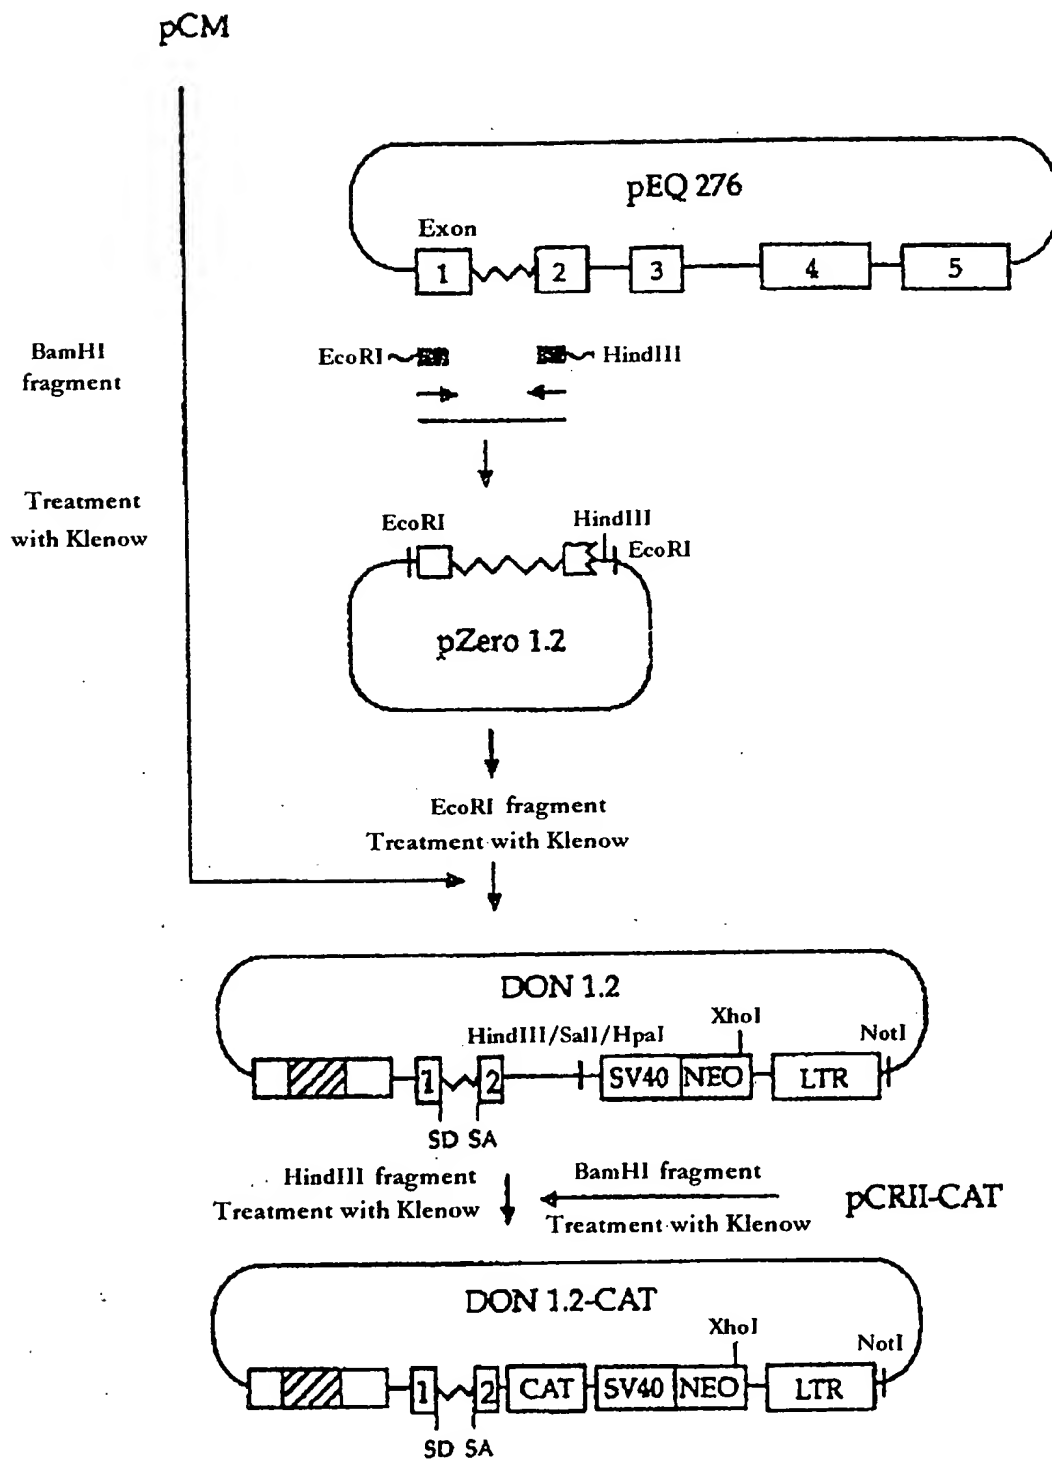 pCM
pEQ 276
Exon
1 2 3 4 5
BamHI
fragment
EcoRI HindIII
Treatment
with Klenow
EcoRI HindIII
EcoRI
pZero 1.2
EcoRI fragment
Treatment with Klenow
DON 1.2
XhoI
HindIII/SalI/HpaI NotI
1 2 SV40 NEO LTR
SD SA
HindIII fragment
Treatment with Klenow
BamHI fragment
Treatment with Klenow
pCRII-CAT
DON 1.2-CAT
XhoI
NotI
1 2 CAT SV40 NEO LTR
SD SA